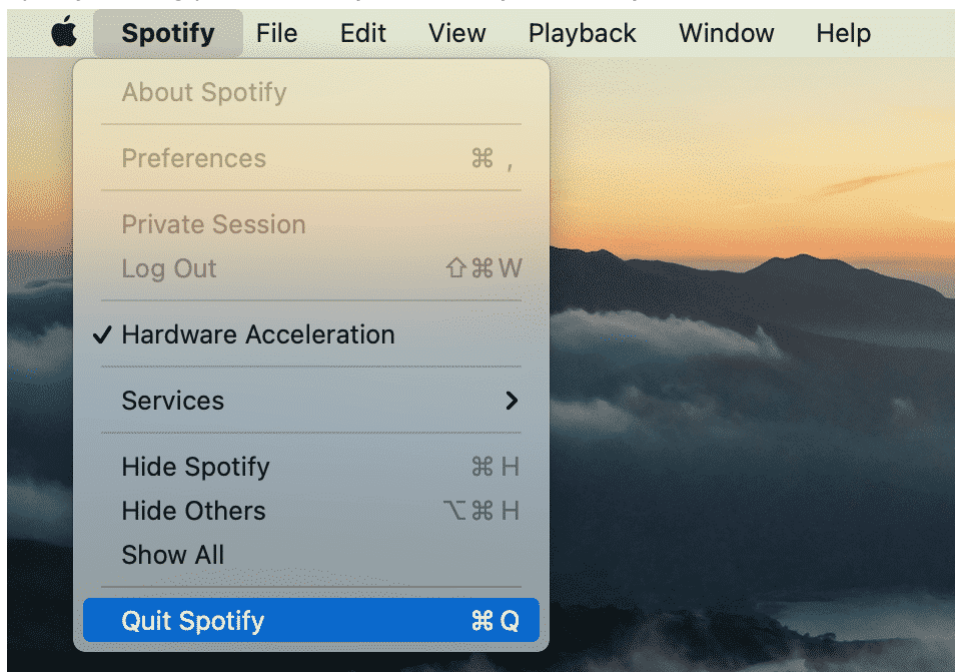 Spotify File Edit View Playback Window Help
About Spotify
Preferences ⌘ ,
Private Session
Log Out ⇧⌘W
✓ Hardware Acceleration
Services >
Hide Spotify ⌘ H
Hide Others ⌥⌘ H
Show All
Quit Spotify ⌘ Q